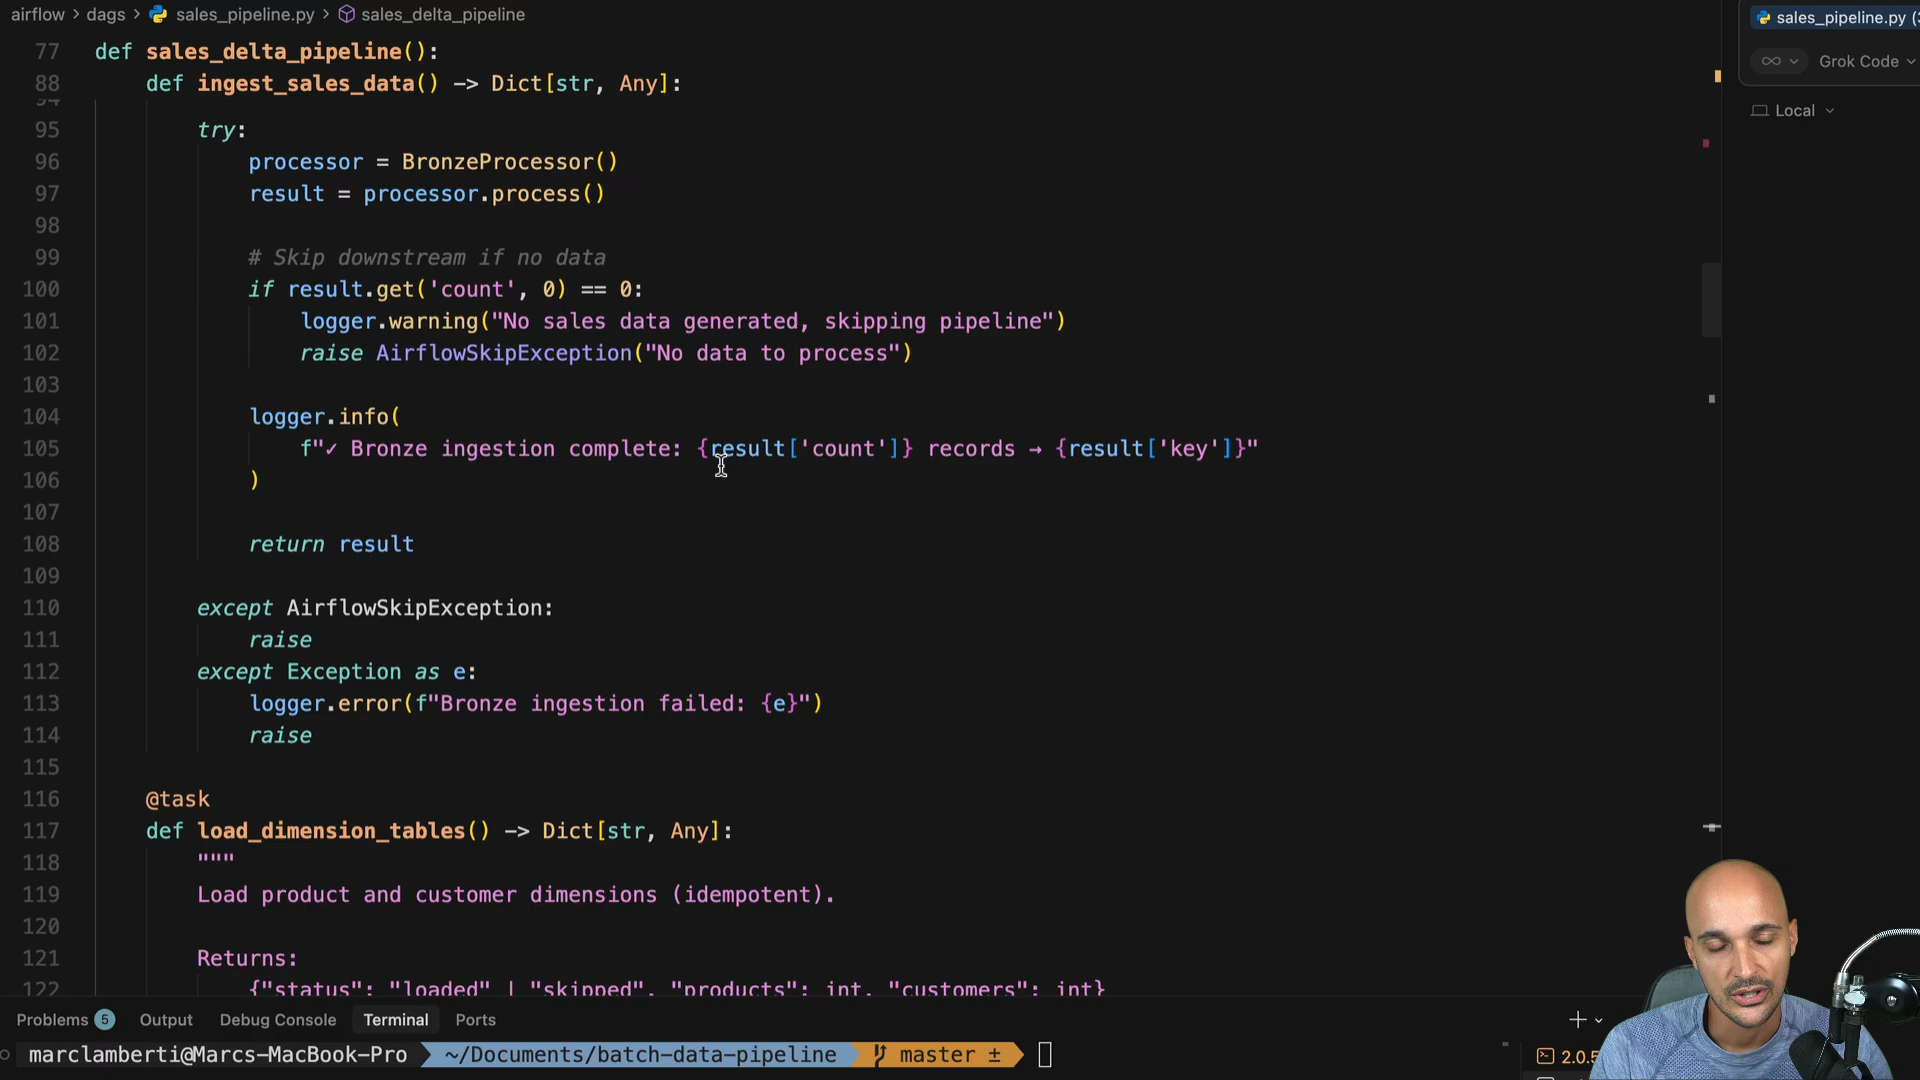 airflow > dags > sales_pipeline.py > sales_delta_pipeline
sales_pipeline.py
Grok Code
Local
77 def sales_delta_pipeline():
88 def ingest_sales_data() -> Dict[str, Any]:
94
95 try:
96 processor = BronzeProcessor()
97 result = processor.process()
98
99 # Skip downstream if no data
100 if result.get('count', 0) == 0:
101 logger.warning("No sales data generated, skipping pipeline")
102 raise AirflowSkipException("No data to process")
103
104 logger.info(
105 f"✓ Bronze ingestion complete: {result['count']} records → {result['key']}"
106 )
107
108 return result
109
110 except AirflowSkipException:
111 raise
112 except Exception as e:
113 logger.error(f"Bronze ingestion failed: {e}")
114 raise
115
116 @task
117 def load_dimension_tables() -> Dict[str, Any]:
118 """
119 Load product and customer dimensions (idempotent).
120
121 Returns:
122 {"status": "loaded" | "skipped", "products": int, "customers": int}
Problems 5 Output Debug Console Terminal Ports
marclamberti@Marcs-MacBook-Pro ~/Documents/batch-data-pipeline master ±
2.0.5